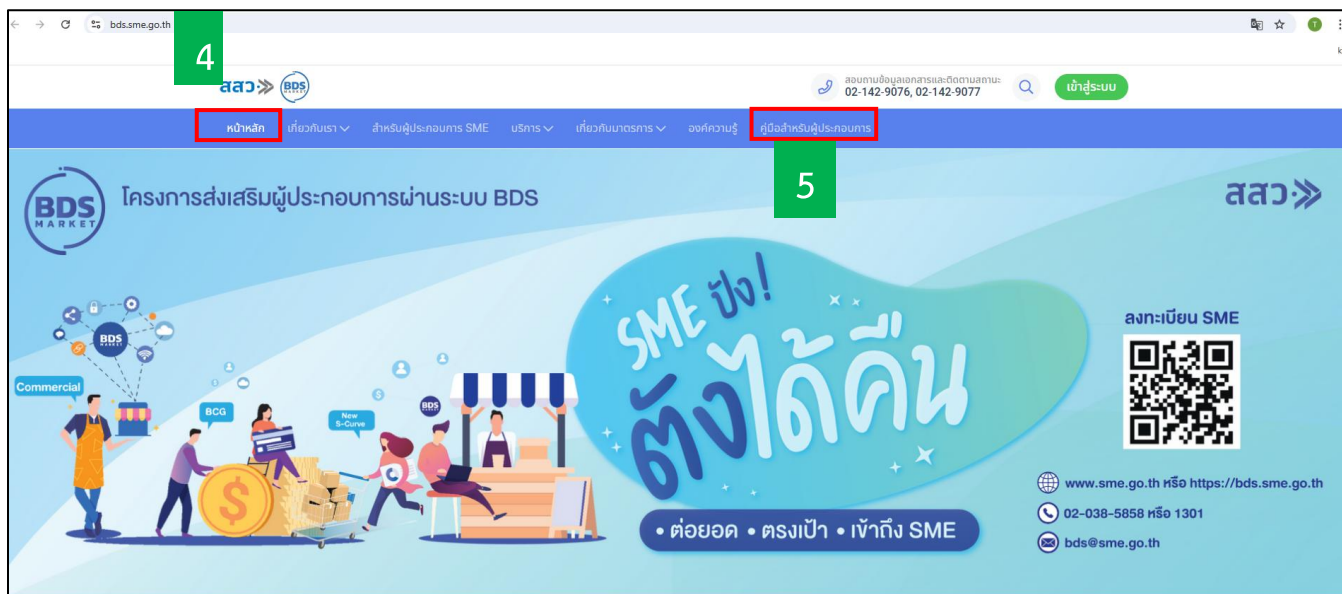 bds.sme.go.th
T
4
k
สสว
BDS
สอบถามข้อมูลเอกสารและติดตามสถานะ
02-142-9076, 02-142-9077
เข้าสู่ระบบ
หน้าหลัก เกี่ยวกับเรา สำหรับผู้ประกอบการ SME บริการ เกี่ยวกับมาตรการ องค์ความรู้ คู่มือสำหรับผู้ประกอบการ
5
BDS
MARKET
โครงการส่งเสริมผู้ประกอบการผ่านระบบ BDS
สสว
SME ปัง!
ตังได้คืน
• ต่อยอด • ตรงเป้า • เข้าถึง SME
ลงทะเบียน SME
www.sme.go.th หรือ https://bds.sme.go.th
02-038-5858 หรือ 1301
bds@sme.go.th
BDS
MARKET
Commercial
BCG
New
S-Curve
BDS
MARKET